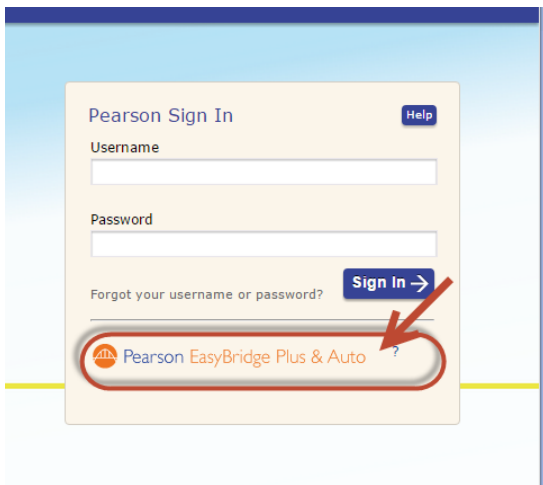 Pearson Sign In
Help
Username
Password
Forgot your username or password?
Sign In →
Pearson EasyBridge Plus & Auto ?